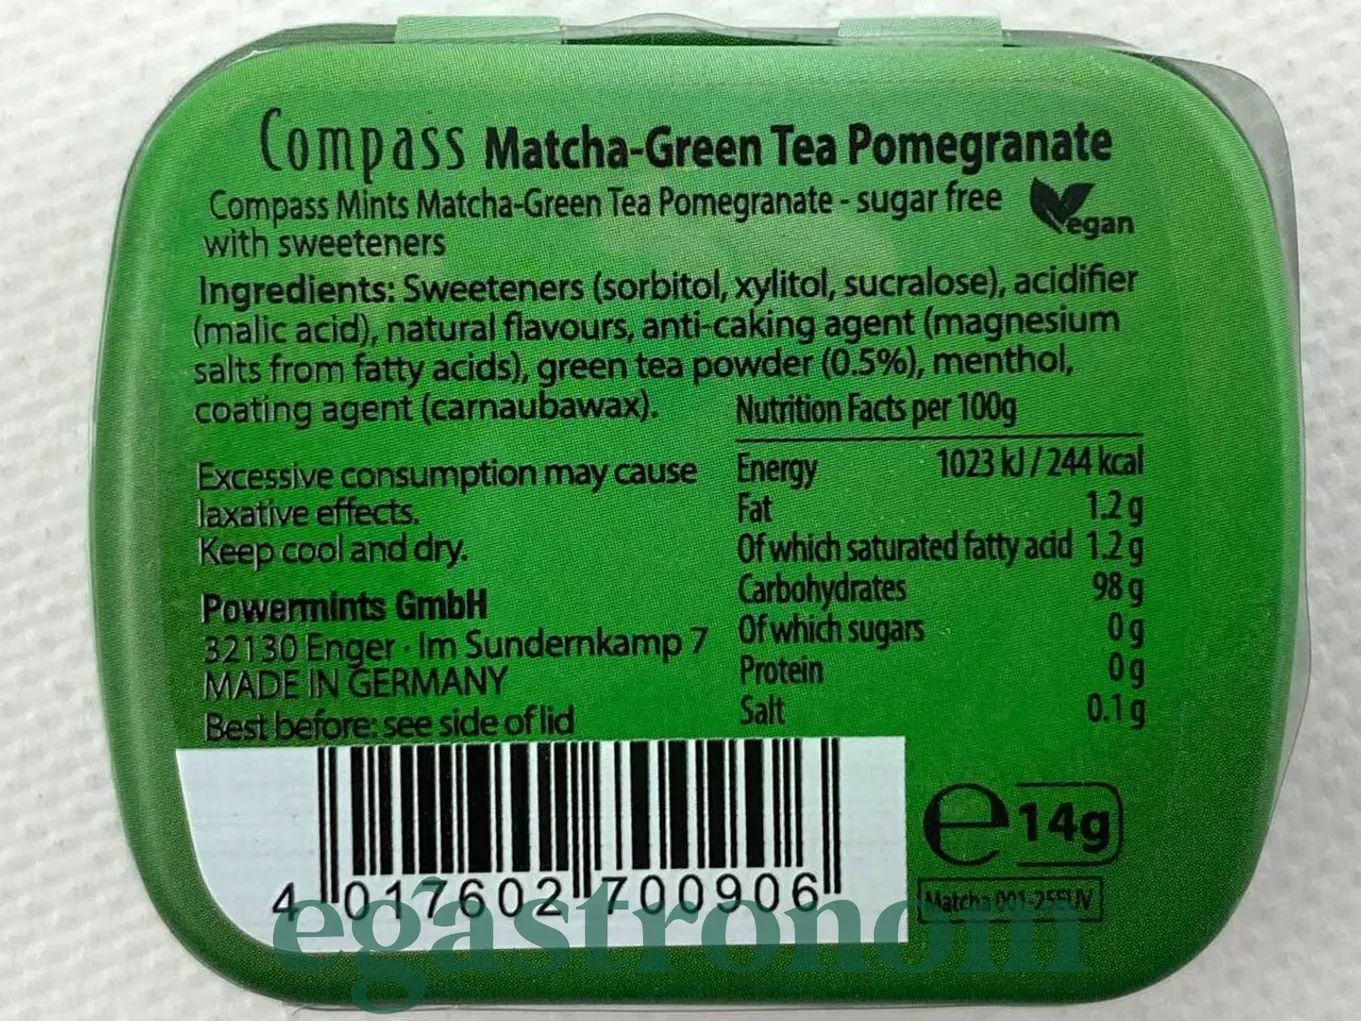 Compass Matcha-Green Tea Pomegranate
Compass Mints Matcha-Green Tea Pomegranate - sugar free
with sweeteners
Vegan
Ingredients: Sweeteners (sorbitol, xylitol, sucralose), acidifier
(malic acid), natural flavours, anti-caking agent (magnesium
salts from fatty acids), green tea powder (0.5%), menthol,
coating agent (carnaubawax).
Excessive consumption may cause
laxative effects.
Keep cool and dry.
Powermints GmbH
32130 Enger · Im Sundernkamp 7
MADE IN GERMANY
Best before: see side of lid
Nutrition Facts per 100g
Energy 1023 kJ / 244 kcal
Fat 1.2 g
Of which saturated fatty acid 1.2 g
Carbohydrates 98 g
Of which sugars 0 g
Protein 0 g
Salt 0.1 g
4 017602 700906
e 14g
Matcha 001-
egastronom